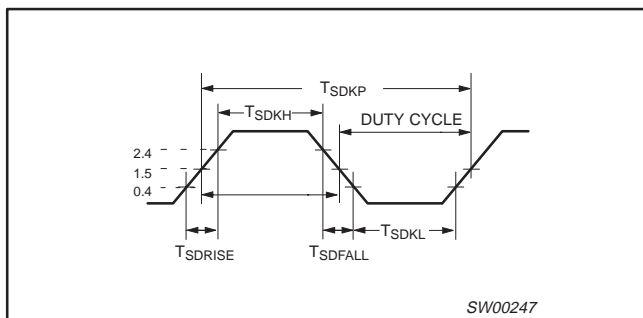 TSDKP
TSDKH
DUTY CYCLE
2.4
1.5
0.4
TSDRISE
TSDFALL
TSDKL
SW00247